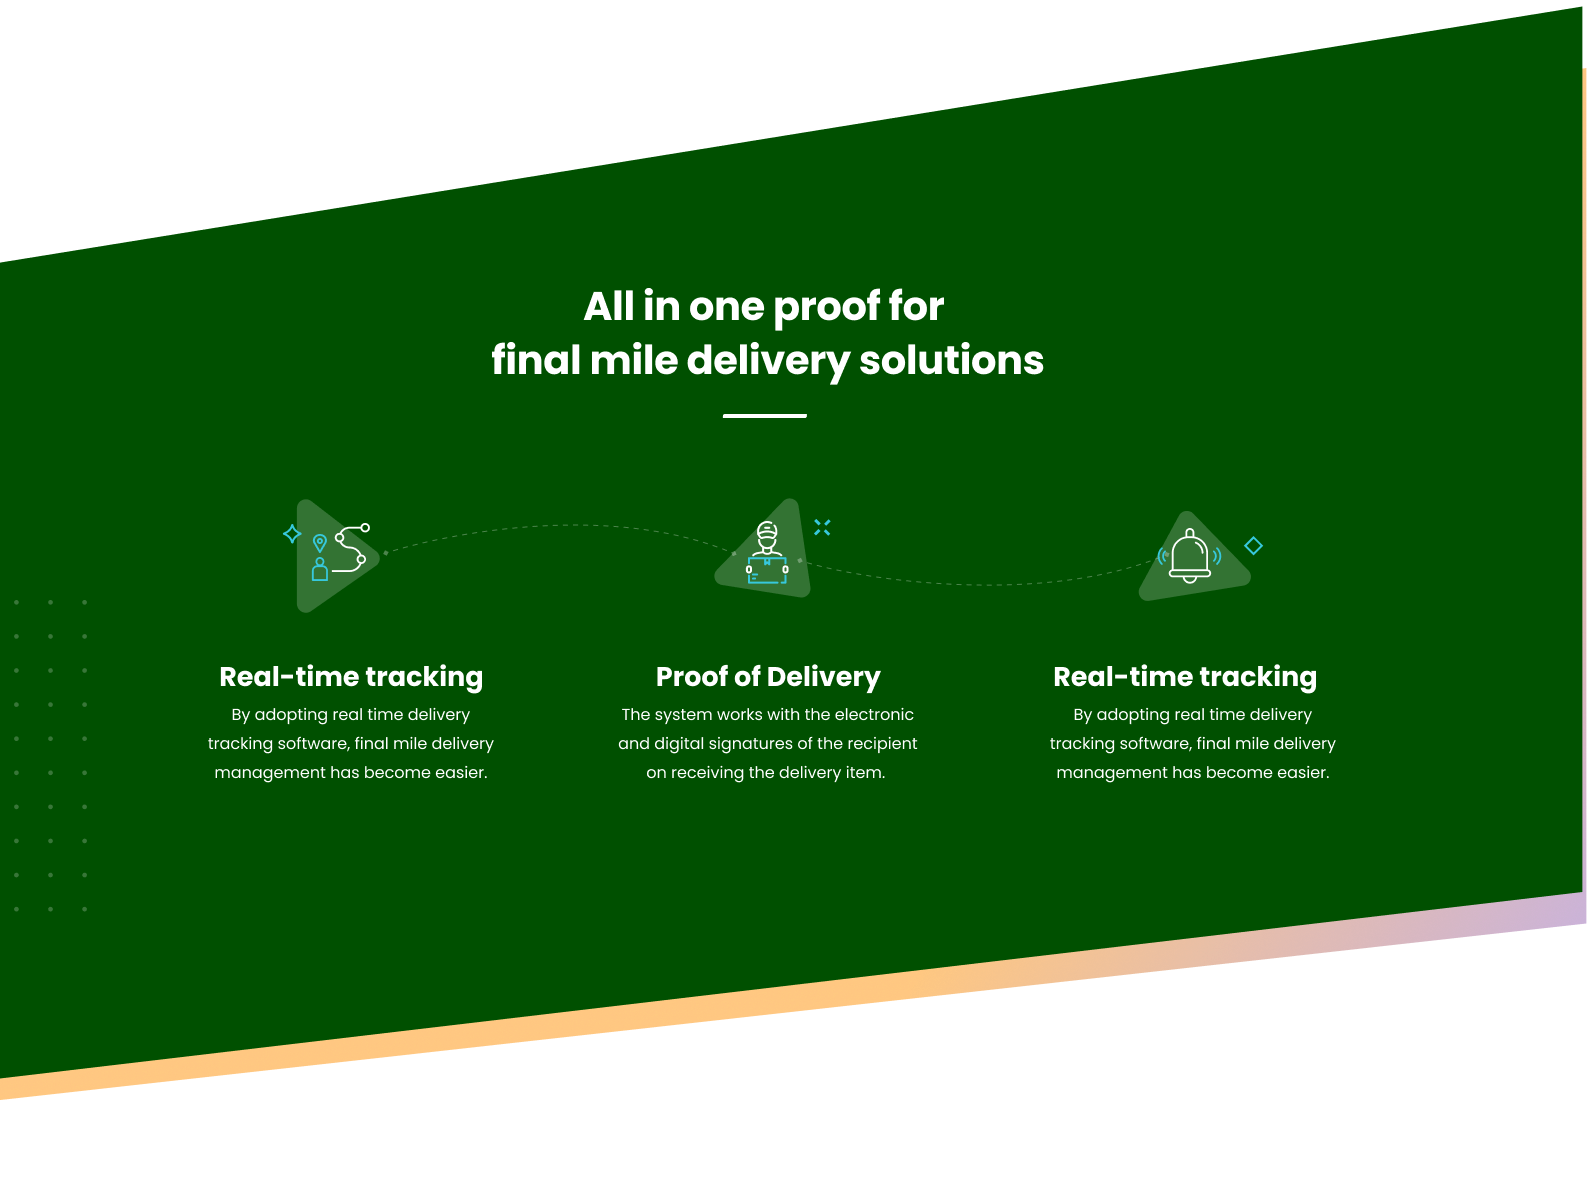 All in one proof for
final mile delivery solutions
Real-time tracking
By adopting real time delivery
tracking software, final mile delivery
management has become easier.
Proof of Delivery
The system works with the electronic
and digital signatures of the recipient
on receiving the delivery item.
Real-time tracking
By adopting real time delivery
tracking software, final mile delivery
management has become easier.